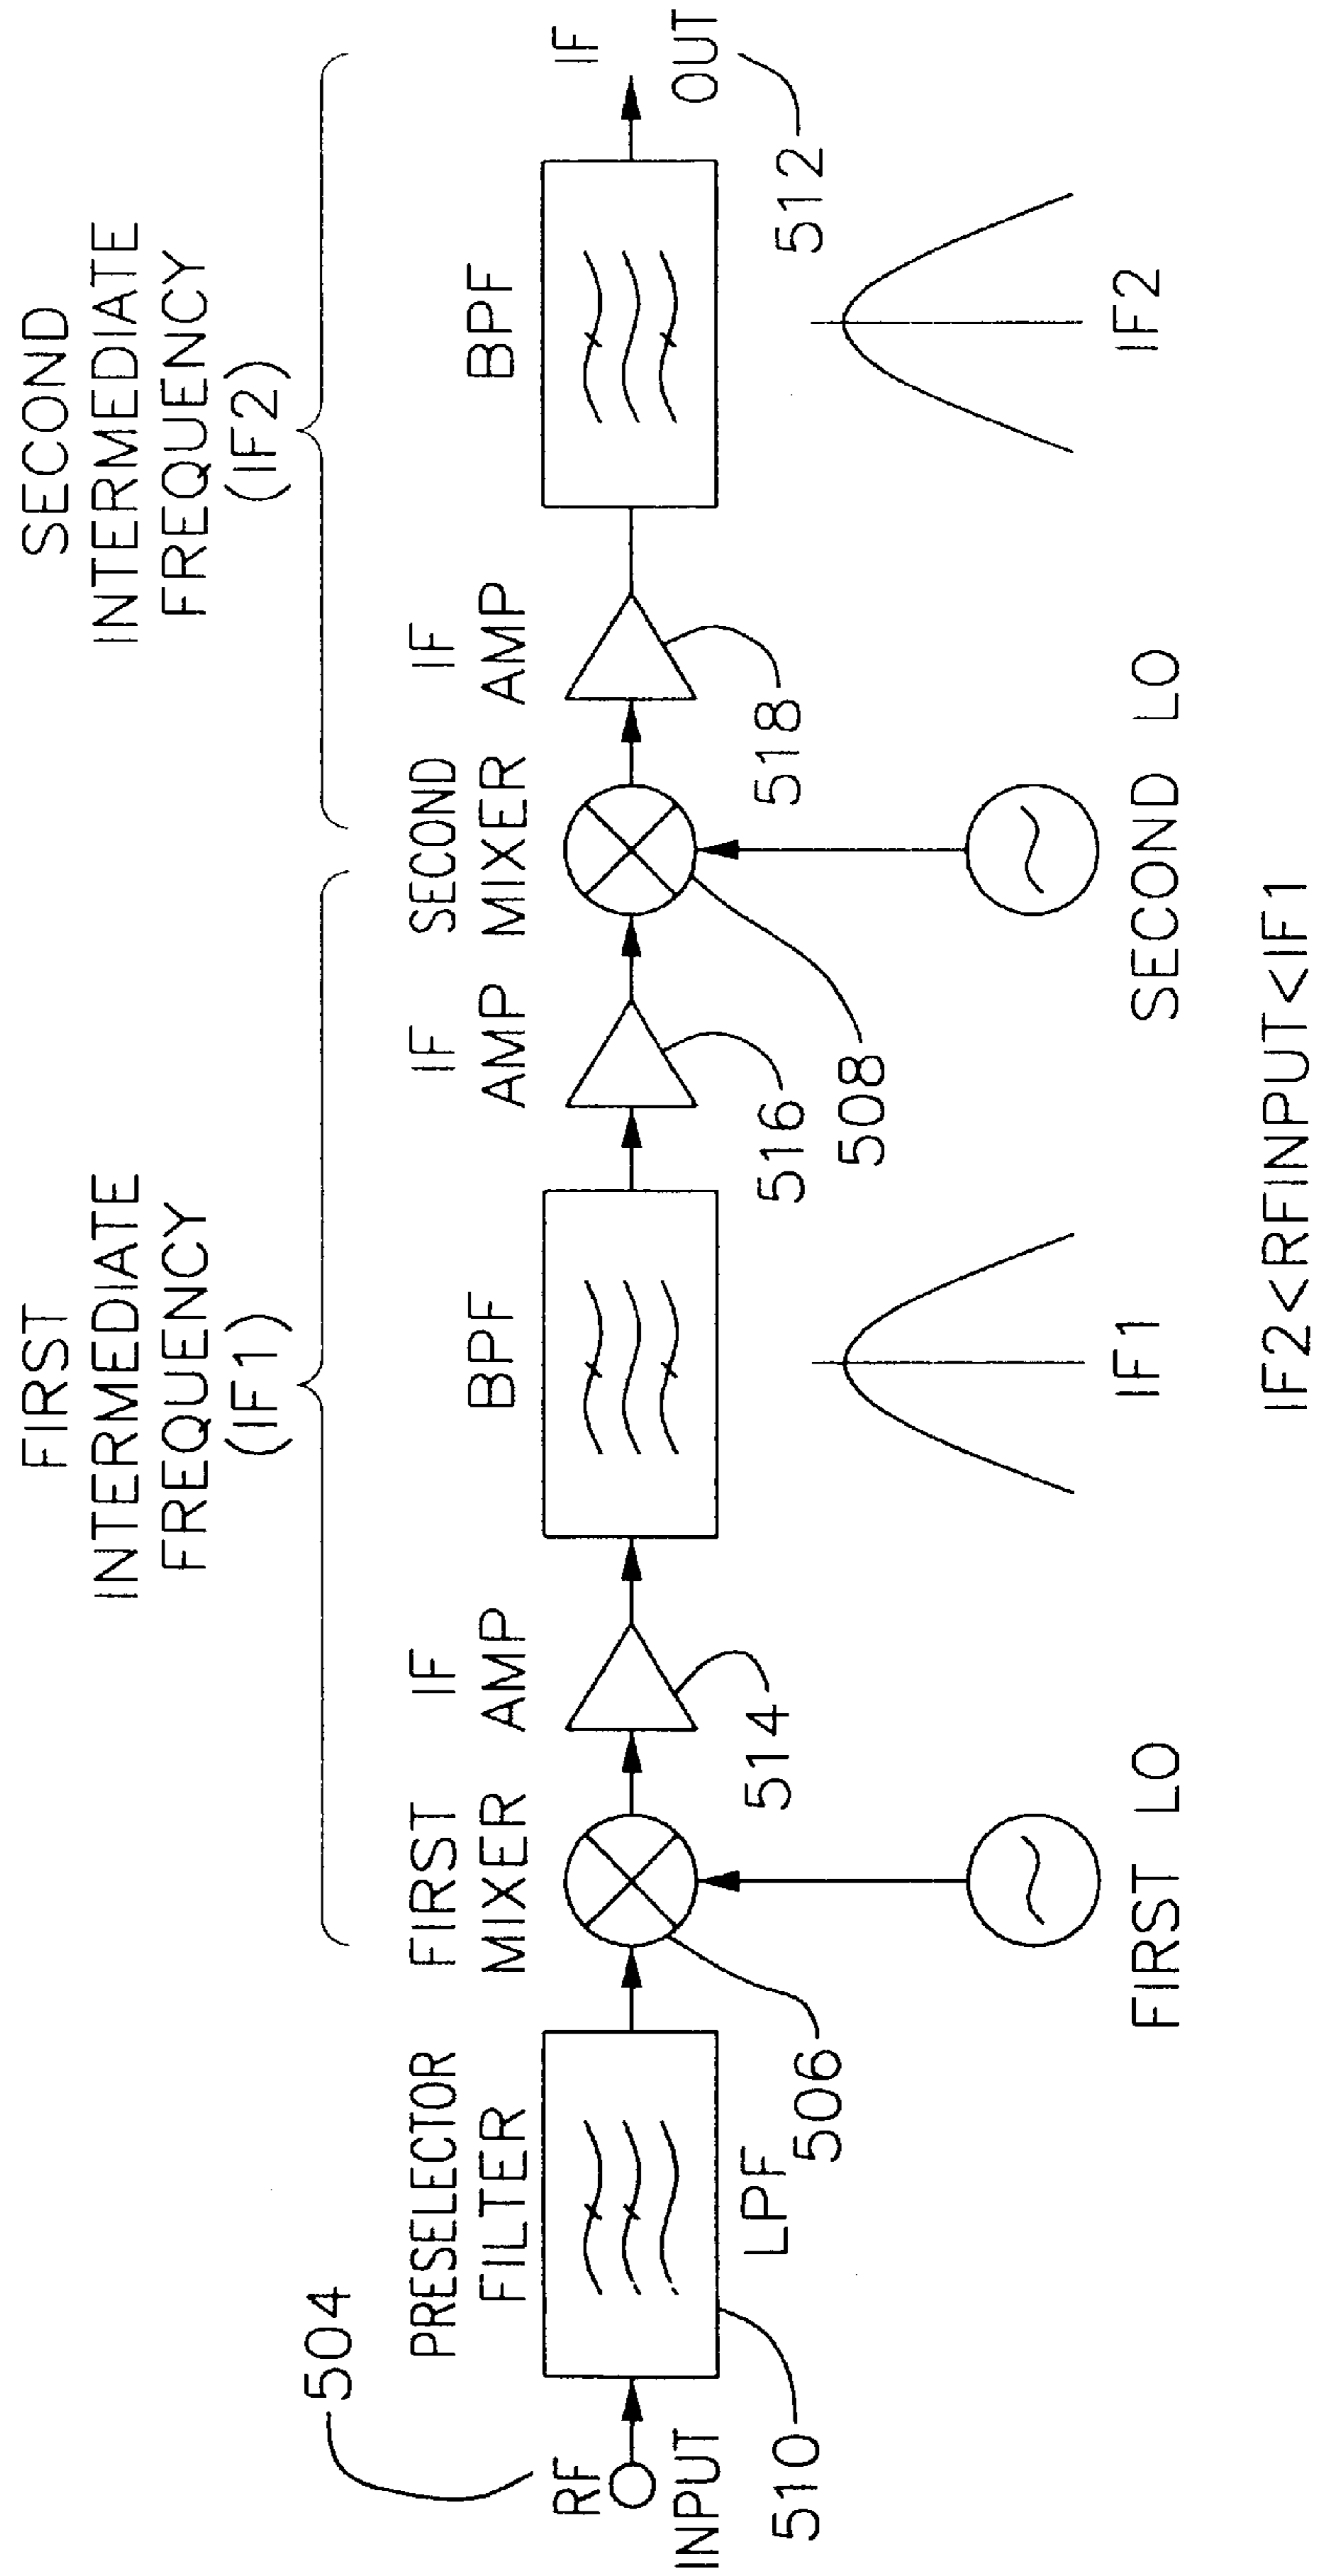 FIRST
INTERMEDIATE
FREQUENCY
(IF1)
SECOND
INTERMEDIATE
FREQUENCY
(IF2)
504
RF
INPUT
PRESELECTOR
FILTER
LPF
510
FIRST
MIXER
506
IF
AMP
514
BPF
IF
AMP
516
SECOND
MIXER
508
IF
AMP
518
BPF
IF
OUT
512
FIRST LO
IF1
SECOND LO
IF2
IF2<RFINPUT<IF1